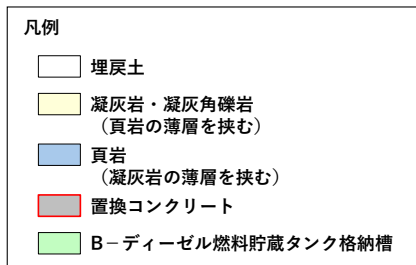 凡例
埋戻土
凝灰岩・凝灰角礫岩
（頁岩の薄層を挟む）
頁岩
（凝灰岩の薄層を挟む）
置換コンクリート
B－ディーゼル燃料貯蔵タンク格納槽